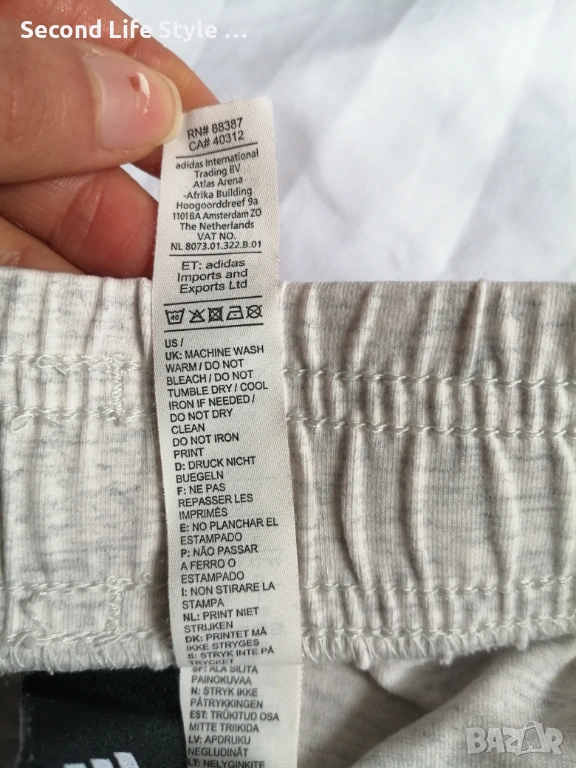 Second Life Style ...
RN# 88387
CA# 40312
adidas International
Trading BV
Atlas Arena
-Afrika Building
Hoogoorddreef 9a
1101BA Amsterdam ZO
The Netherlands
VAT NO.
NL 8073.01.322.B.01
ET: adidas
Imports and
Exports Ltd
40
US /
UK: MACHINE WASH
WARM / DO NOT
BLEACH / DO NOT
TUMBLE DRY / COOL
IRON IF NEEDED /
DO NOT DRY
CLEAN
DO NOT IRON
PRINT
D: DRUCK NICHT
BUEGELN
F: NE PAS
REPASSER LES
IMPRIMÉS
E: NO PLANCHAR EL
ESTAMPADO
P: NÃO PASSAR
A FERRO O
ESTAMPADO
I: NON STIRARE LA
STAMPA
NL: PRINT NIET
STRIJKEN
DK: PRINTET MÅ
IKKE STRYGES
S: STRYK INTE PÅ
TRYCKET
SF: ÄLÄ SILITÄ
PAINOKUVAA
N: STRYK IKKE
PÅTRYKKINGEN
EST: TRÜKITUD OSA
MITTE TRIIKIDA
LV: APDRUKU
NEGLUDINĀT
LT: NELYGINKITE
BAZAR